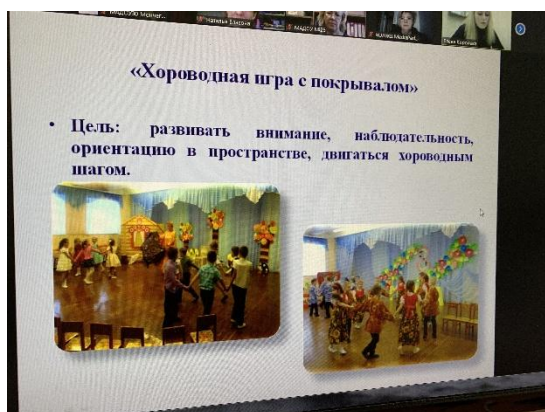 «Хороводная игра с покрывалом»
• Цель: развивать внимание, наблюдательность,
ориентацию в пространстве, двигаться хороводным
шагом.